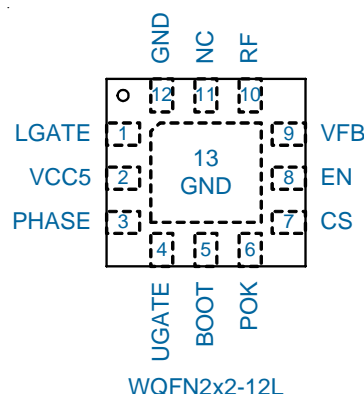 GND NC RF
12 11 10
LGATE 1 9 VFB
13
VCC5 2 GND 8 EN
PHASE 3 7 CS
4 5 6
UGATE BOOT POK
WQFN2x2-12L